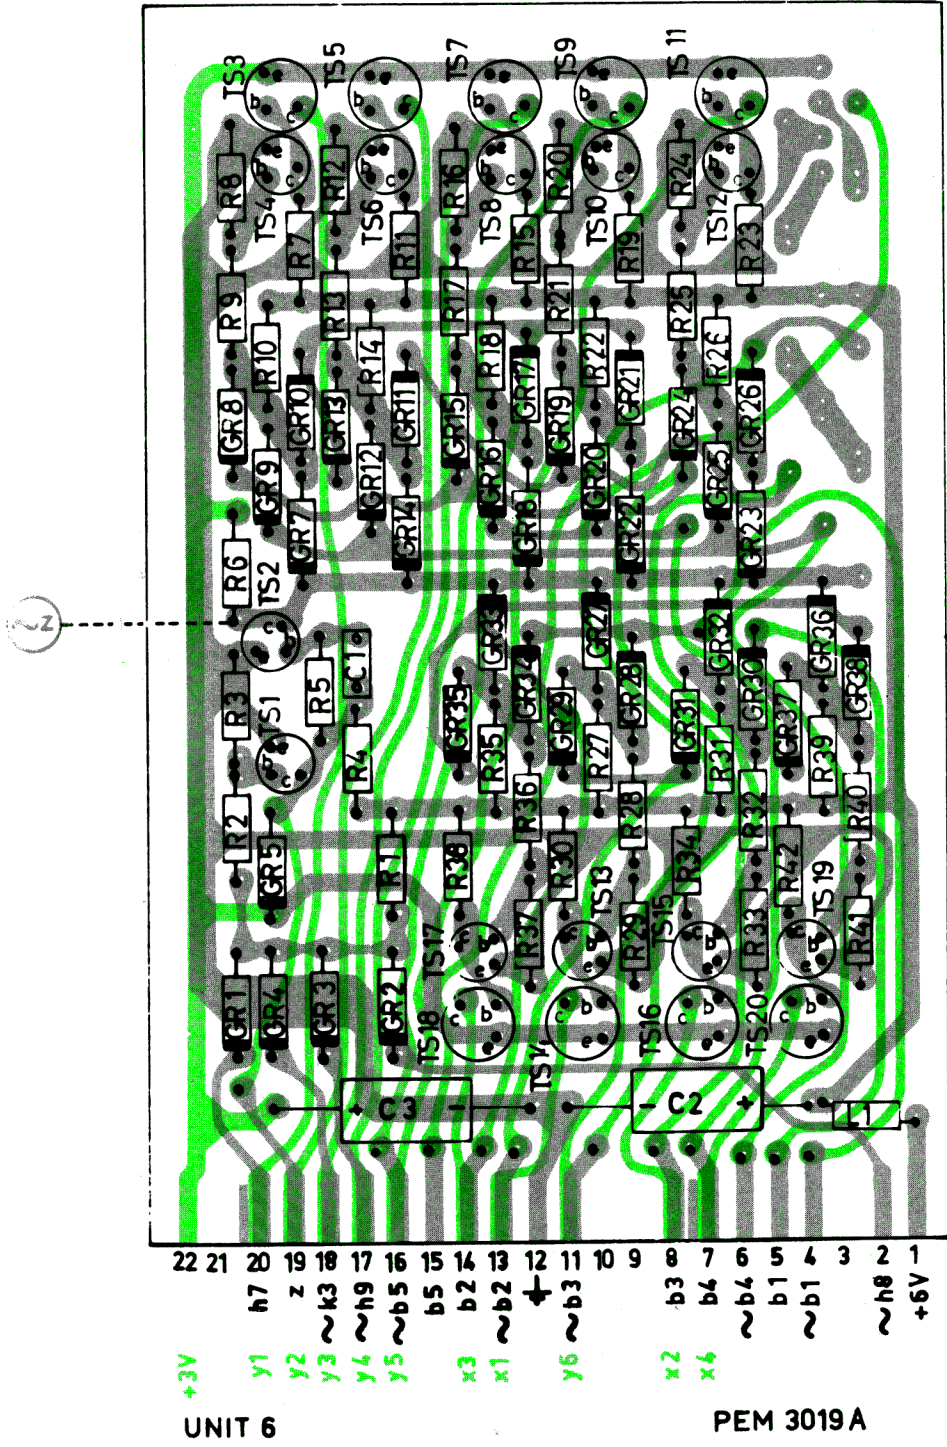 TS3 TS5 TS7 TS9 TS11
R8 TS4 R12 TS6 R16 TS8 R20 TS10 R24 TS12
R7 R11 R15 R19 R23
R9 R13 R17 R21 R25
R10 R14 R18 R22 R26
GR8 GR10 GR13 GR11 GR15 GR17 GR19 GR21 GR24 GR26
GR9 GR12 GR16 GR20 GR25
GR7 GR14 GR18 GR22 GR23
R6 TS2
~Z
GR33 GR27 GR32 GR36
R3 TS1 R5 C1 GR35 GR34 GR29 GR28 GR31 GR30 GR37 GR38
R4 R35 R27 R31 R39
R2 R36 R28 R32 R40
GR5 R1 R38 R30 R34 R42
TS17 R37 TS13 R29 TS15 R33 TS19 R41
GR1 GR4 GR3 GR2
TS18 TS14 TS16 TS20
+ C3 − − C2 + L1
22 21 20 19 18 17 16 15 14 13 12 11 10 9 8 7 6 5 4 3 2 1
h7 z ~k3 ~h9 ~b5 b5 b2 ~b2 ⏚ ~b3 b3 b4 ~b4 b1 ~b1 ~h8 +6V
+3V y1 y2 y3 y4 y5 x3 x1 y6 x2 x4
UNIT 6 PEM 3019 A